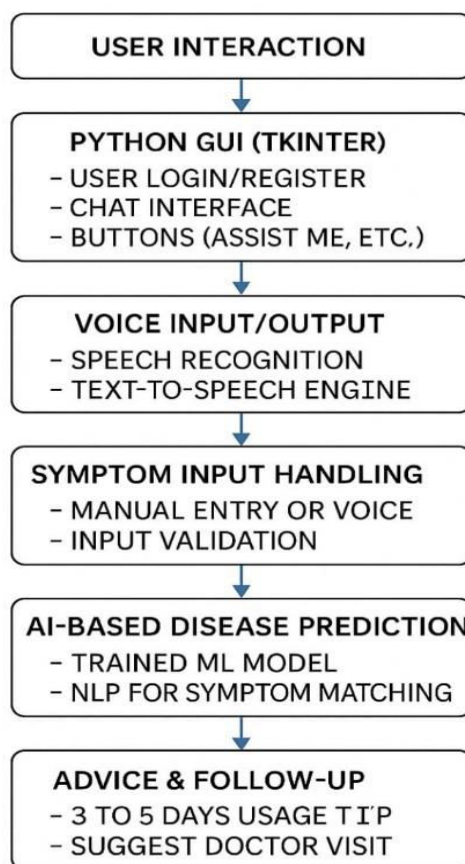 USER INTERACTION
PYTHON GUI (TKINTER)
– USER LOGIN/REGISTER
– CHAT INTERFACE
– BUTTONS (ASSIST ME, ETC.)
VOICE INPUT/OUTPUT
– SPEECH RECOGNITION
– TEXT-TO-SPEECH ENGINE
SYMPTOM INPUT HANDLING
– MANUAL ENTRY OR VOICE
– INPUT VALIDATION
AI-BASED DISEASE PREDICTION
– TRAINED ML MODEL
– NLP FOR SYMPTOM MATCHING
ADVICE & FOLLOW-UP
– 3 TO 5 DAYS USAGE TI'P
– SUGGEST DOCTOR VISIT